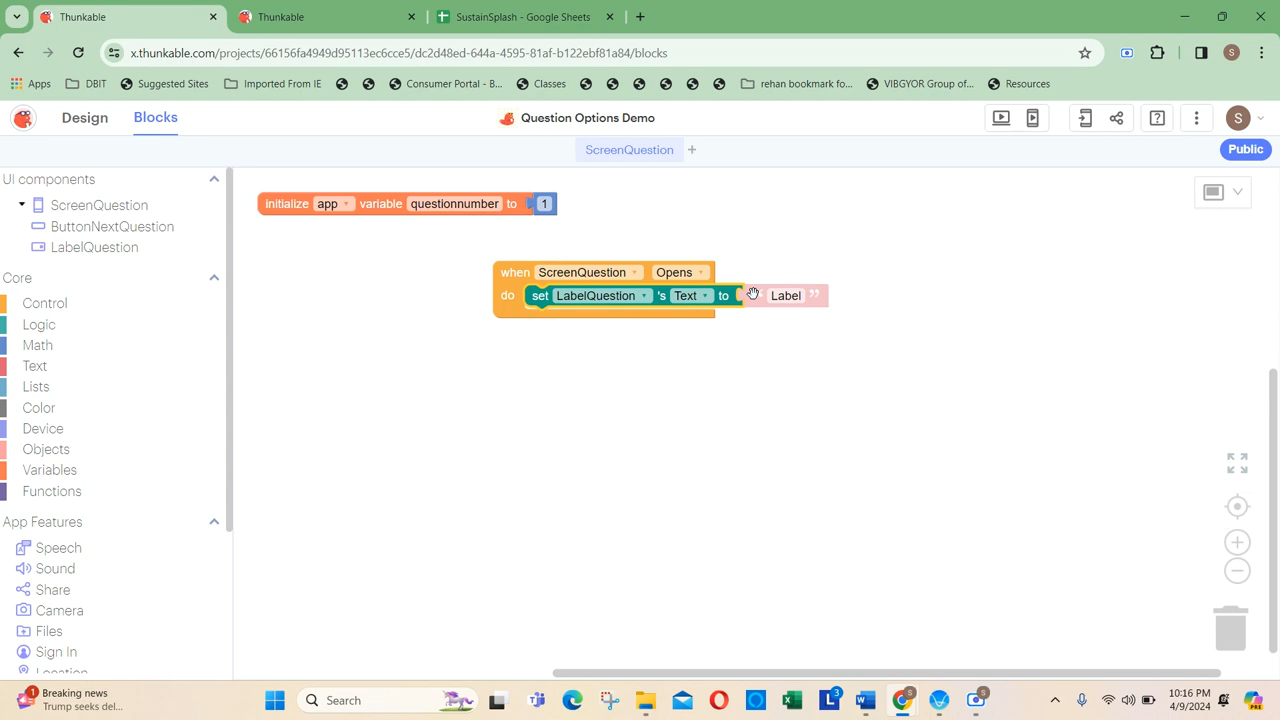 Thunkable
Thunkable
SustainSplash - Google Sheets
x.thunkable.com/projects/66156fa4949d95113ec6cce5/dc2d48ed-644a-4595-81af-b122ebf81a84/blocks
S
Apps
DBIT
Suggested Sites
Imported From IE
Consumer Portal - B...
Classes
rehan bookmark fo...
VIBGYOR Group of...
Resources
Design
Blocks
Question Options Demo
S
ScreenQuestion
Public
UI components
ScreenQuestion
ButtonNextQuestion
LabelQuestion
Core
Control
Logic
Math
Text
Lists
Color
Device
Objects
Variables
Functions
App Features
Speech
Sound
Share
Camera
Files
Sign In
Location
initialize app variable questionnumber to 1
when ScreenQuestion Opens
do set LabelQuestion 's Text to Label ”
Breaking news
Trump seeks del...
Search
10:16 PM
4/9/2024